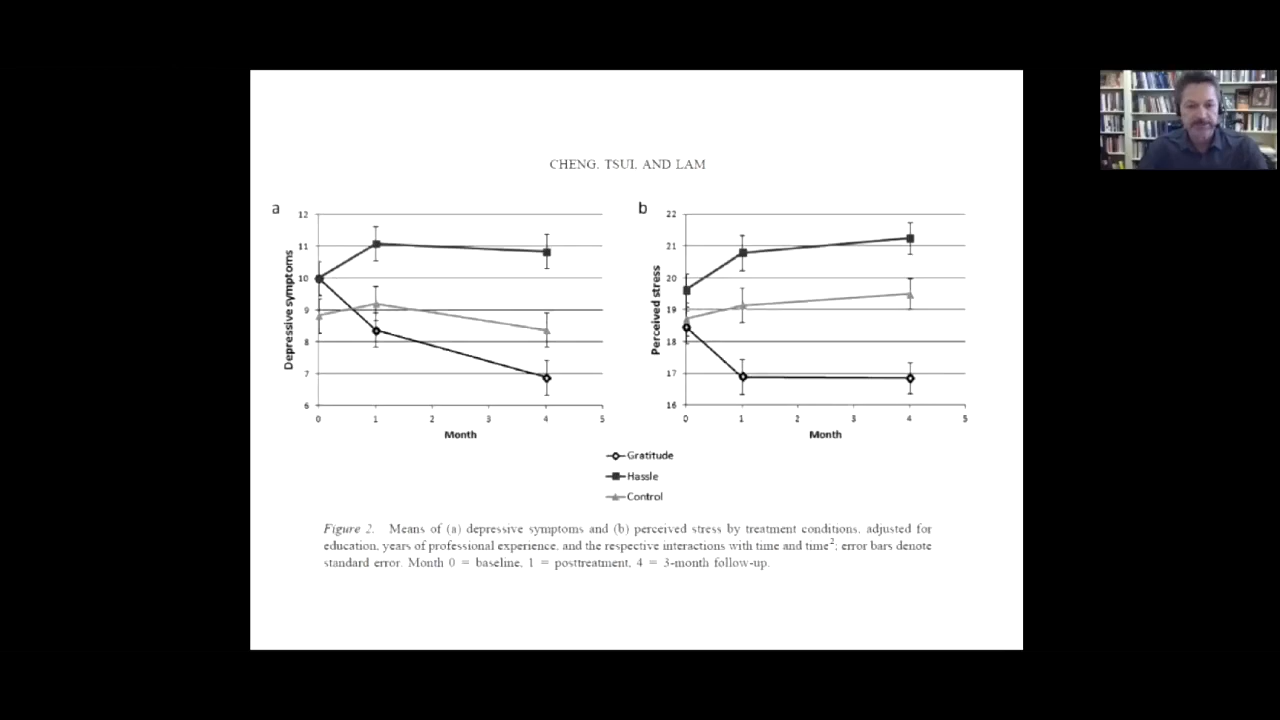 CHENG, TSUI, AND LAM
a
12
11
10
9
8
7
6
Depressive symptoms
0 1 2 3 4 5
Month
b
22
21
20
19
18
17
16
Perceived stress
0 1 2 3 4 5
Month
Gratitude
Hassle
Control
Figure 2. Means of (a) depressive symptoms and (b) perceived stress by treatment conditions, adjusted for
education, years of professional experience, and the respective interactions with time and time²; error bars denote
standard error. Month 0 = baseline, 1 = posttreatment, 4 = 3-month follow-up.